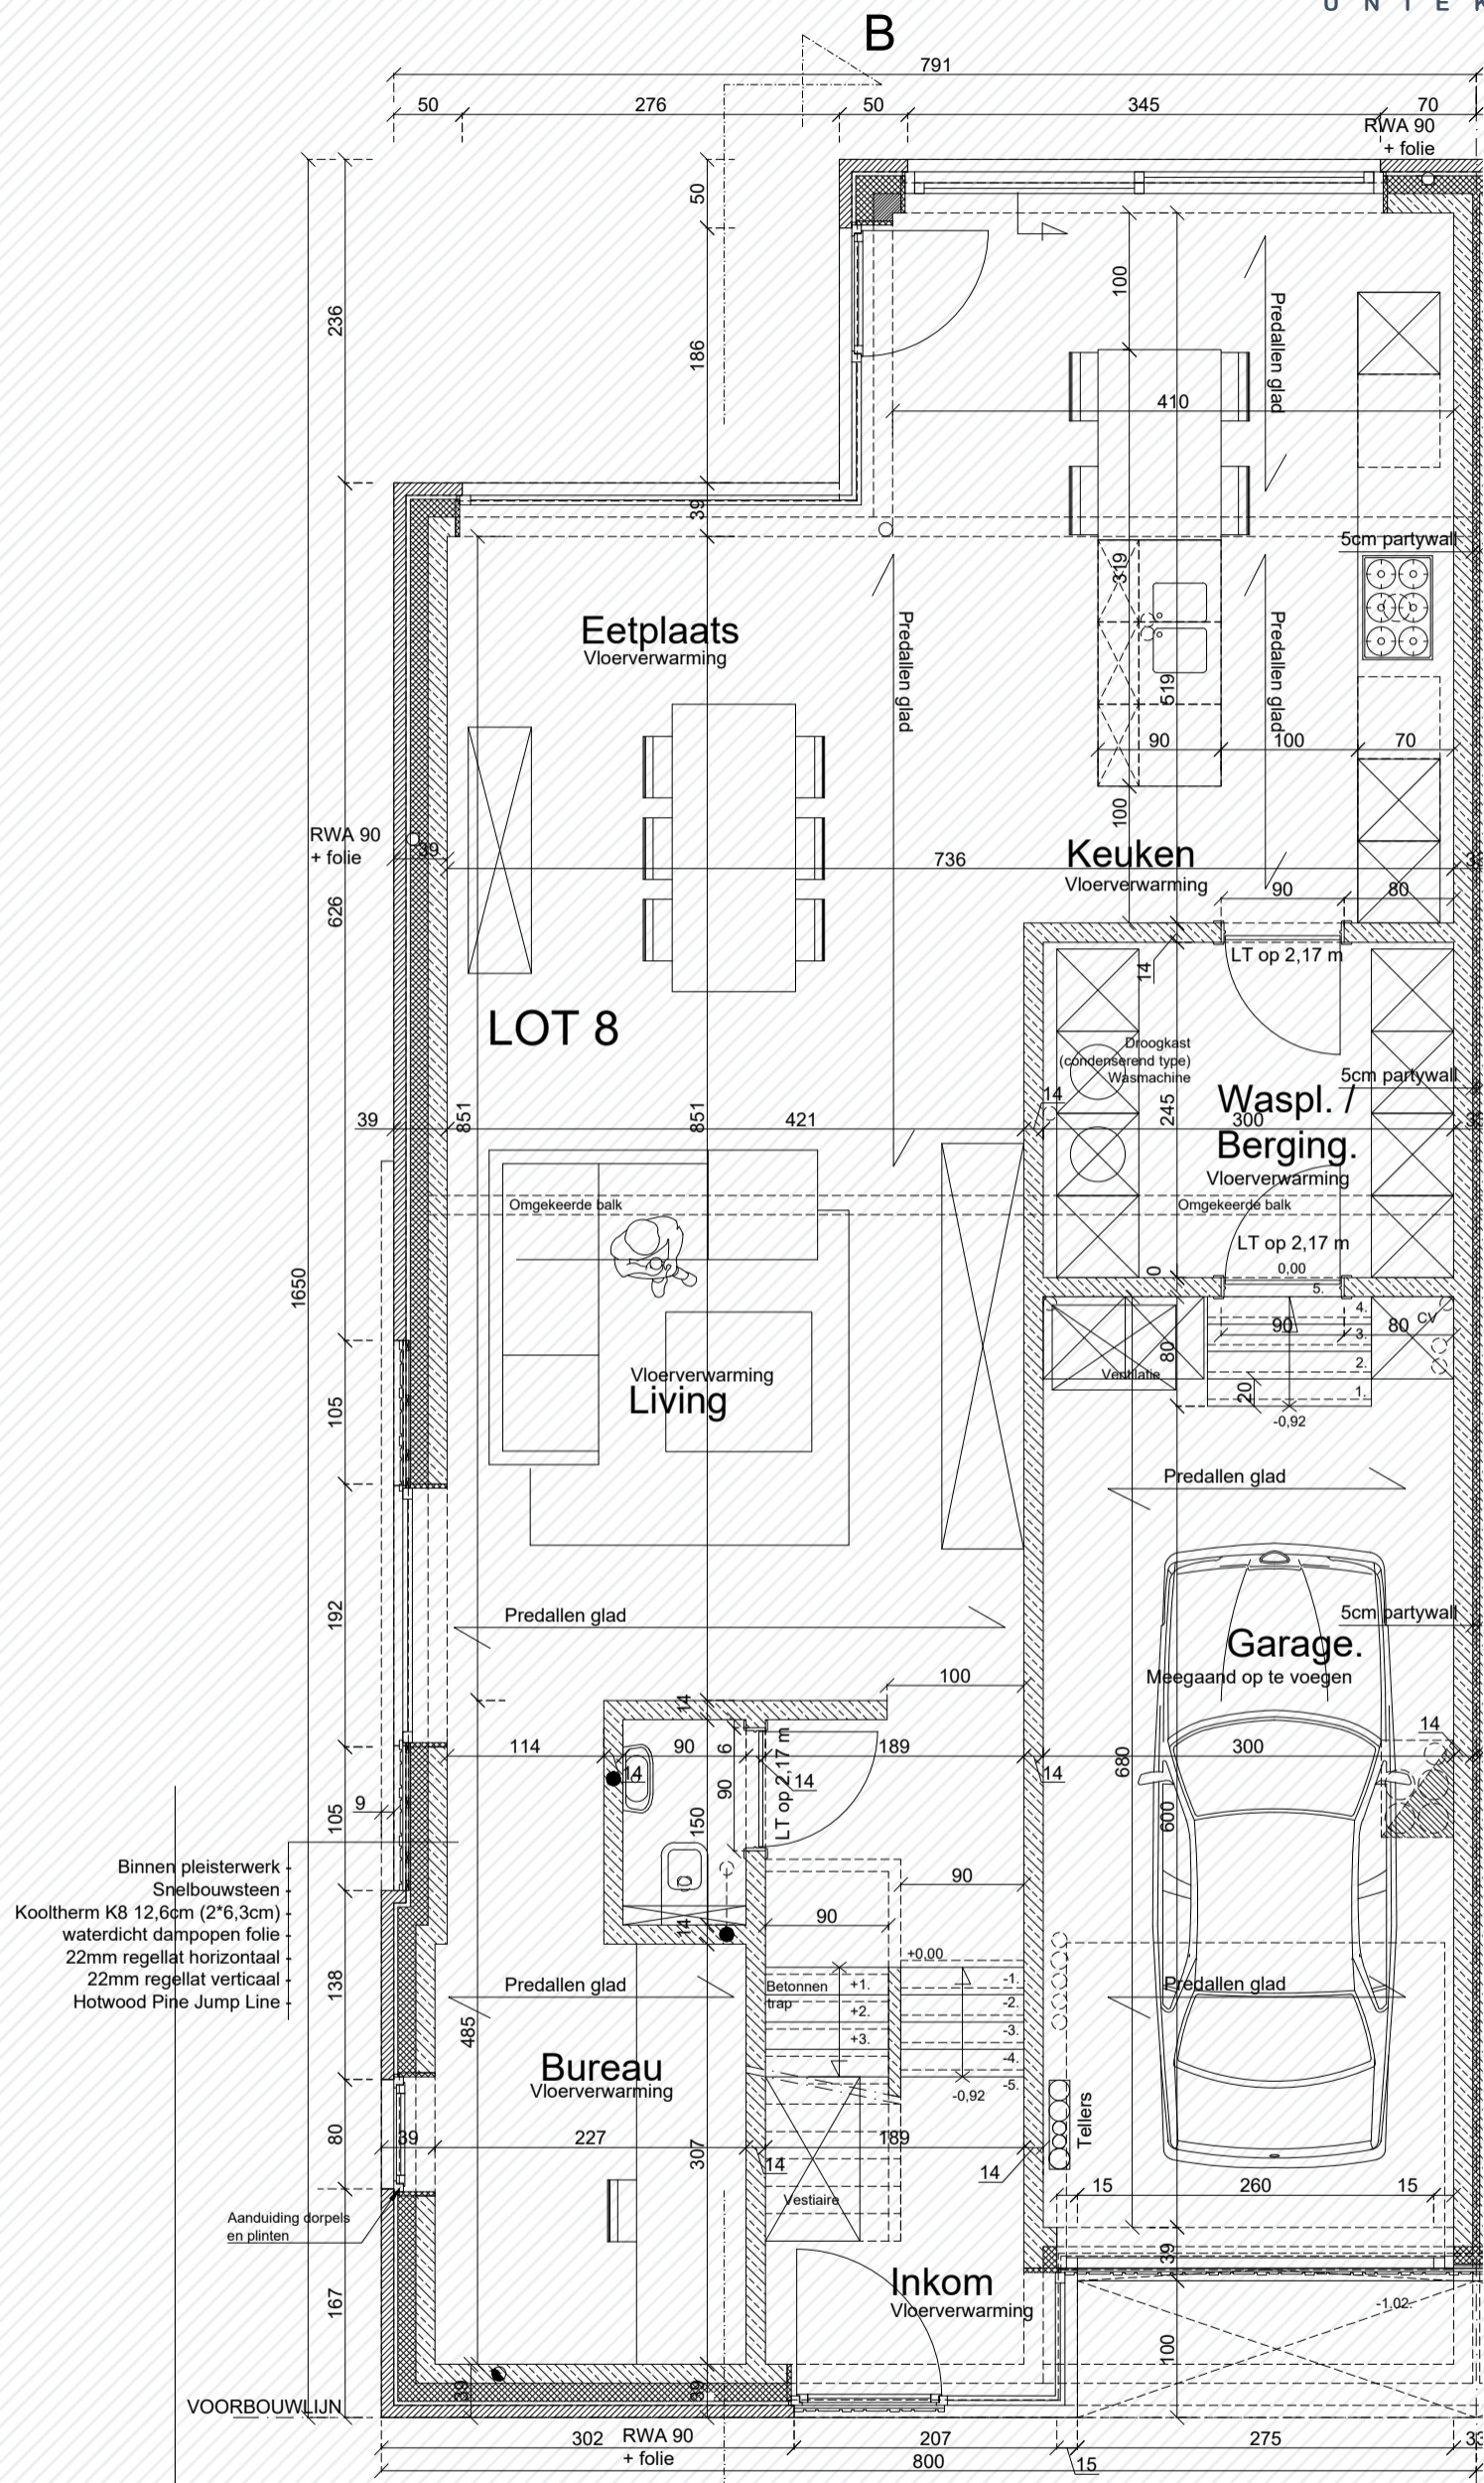 U N I E K
B
791
50 276 50 345 70
RWA 90
+ folie
50
236
186
100
Predallen glad
410
39
5cm partywall
319
Eetplaats
Vloerverwarming
Predallen glad
Predallen glad
519
90 100 70
100
RWA 90
+ folie
39
736
Keuken
Vloerverwarming
626
90 80
LT op 2,17 m
14
LOT 8
Droogkast
(condenserend type)
Wasmachine
5cm partywall
14
Waspl. /
39
851
851
421
245
300
Berging.
Vloerverwarming
Omgekeerde balk
Omgekeerde balk
LT op 2,17 m
0
0,00
1650
5.
4.
CV
90
3.
80
80
2.
Ventilatie
20
1.
-0,92
Vloerverwarming
Living
105
Predallen glad
192
Predallen glad
5cm partywall
Garage.
Meegaand op te voegen
100
14
14
114
90
6
189
300
14
14
14
680
LT op 2,17 m
90
150
600
9
105
Binnen pleisterwerk
Snelbouwsteen
Kooltherm K8 12,6cm (2*6,3cm)
waterdicht dampopen folie
22mm regellat horizontaal
22mm regellat verticaal
Hotwood Pine Jump Line
90
90
14
+0,00
138
Predallen glad
Betonnen
trap
+1.
+2.
+3.
-1.
-2.
-3.
-4.
-5.
-0,92
Predallen glad
485
Bureau
Vloerverwarming
80
39
227
307
189
14
14
Tellers
15 260 15
Vestiaire
Aanduiding dorpels
en plinten
39
167
Inkom
Vloerverwarming
-1.02.
100
39
39
VOORBOUWLIJN
302
RWA 90
+ folie
207
275
800
15